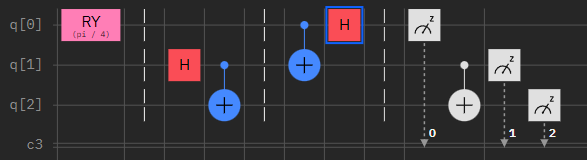 q[0] RY H z
(pi / 4)
q[1] H z
q[2] z
0 1 2
c3